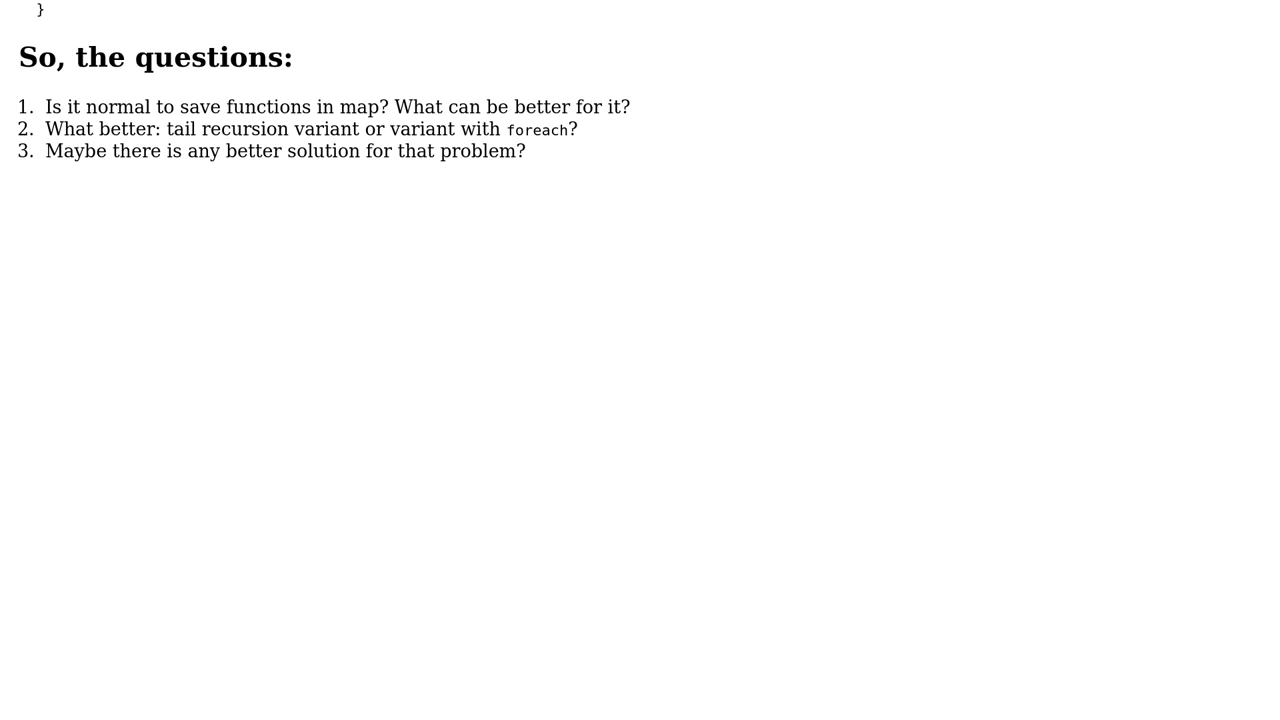 }
So, the questions:
1. Is it normal to save functions in map? What can be better for it?
2. What better: tail recursion variant or variant with foreach?
3. Maybe there is any better solution for that problem?